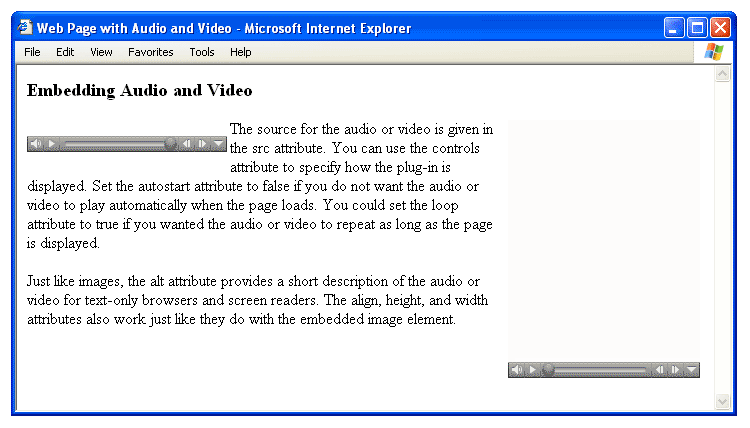 Web Page with Audio and Video - Microsoft Internet Explorer
File Edit View Favorites Tools Help
Embedding Audio and Video
The source for the audio or video is given in
the src attribute. You can use the controls
attribute to specify how the plug-in is
displayed. Set the autostart attribute to false if you do not want the audio or
video to play automatically when the page loads. You could set the loop
attribute to true if you wanted the audio or video to repeat as long as the page
is displayed.
Just like images, the alt attribute provides a short description of the audio or
video for text-only browsers and screen readers. The align, height, and width
attributes also work just like they do with the embedded image element.